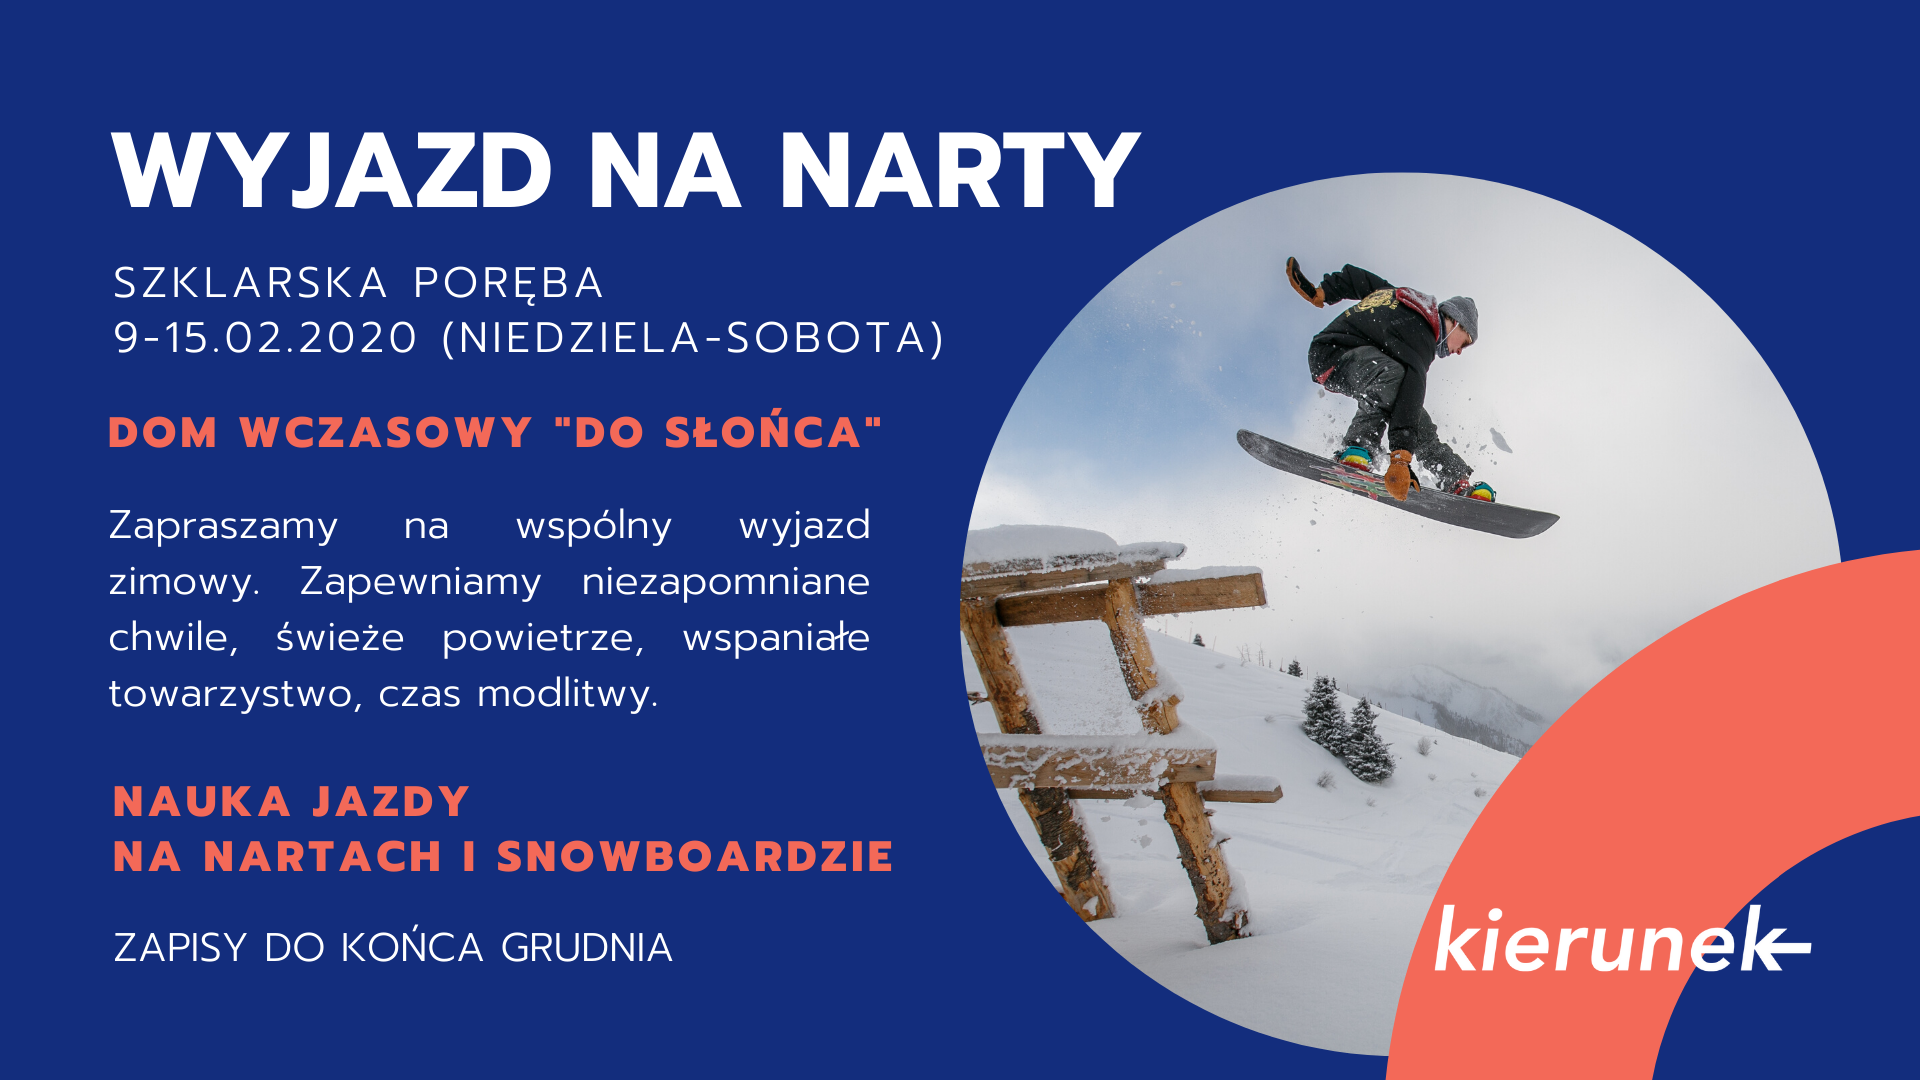 WYJAZD NA NARTY
SZKLARSKA PORĘBA
9-15.02.2020 (NIEDZIELA-SOBOTA)
DOM WCZASOWY "DO SŁOŃCA"
Zapraszamy na wspólny wyjazd
zimowy. Zapewniamy niezapomniane
chwile, świeże powietrze, wspaniałe
towarzystwo, czas modlitwy.
NAUKA JAZDY
NA NARTACH I SNOWBOARDZIE
ZAPISY DO KOŃCA GRUDNIA
kierunek